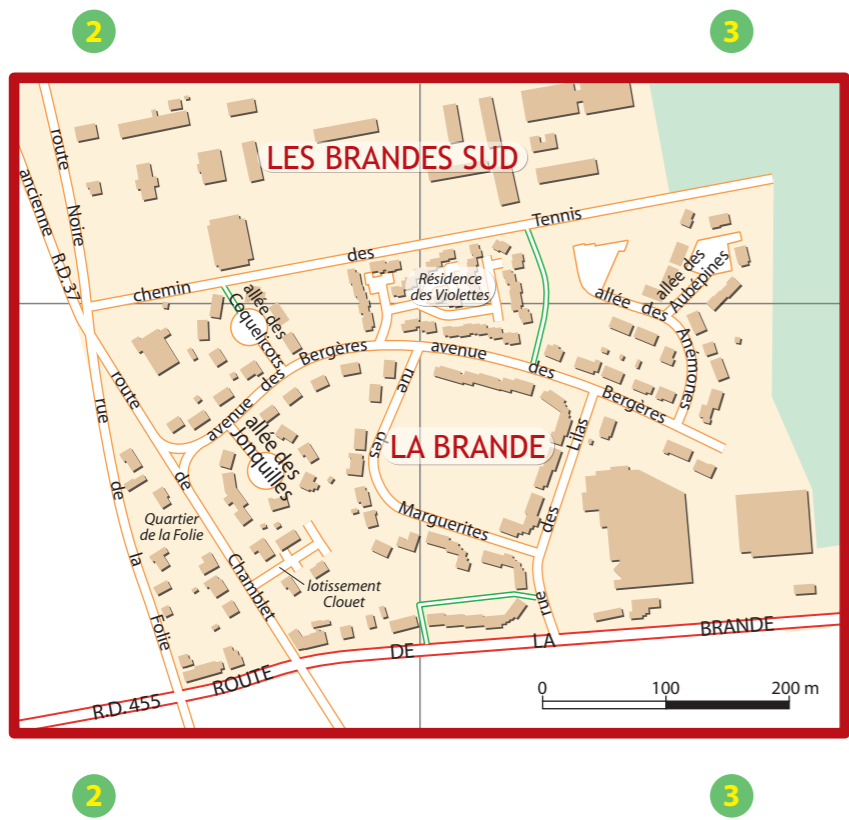 2
3
LES BRANDES SUD
route Noire
ancienne R.D.37
chemin des Tennis
allée des
Coquelicots
Résidence
des Violettes
allée des
Aubépines
allée des Anémones
route de Chamblet
avenue des Bergères
avenue des Bergères
rue des Marguerites
LA BRANDE
rue des Lilas
allée des
Jonquilles
rue de la Folie
Quartier
de la Folie
lotissement
Clouet
R.D. 455
ROUTE DE LA BRANDE
0 100 200 m
2
3